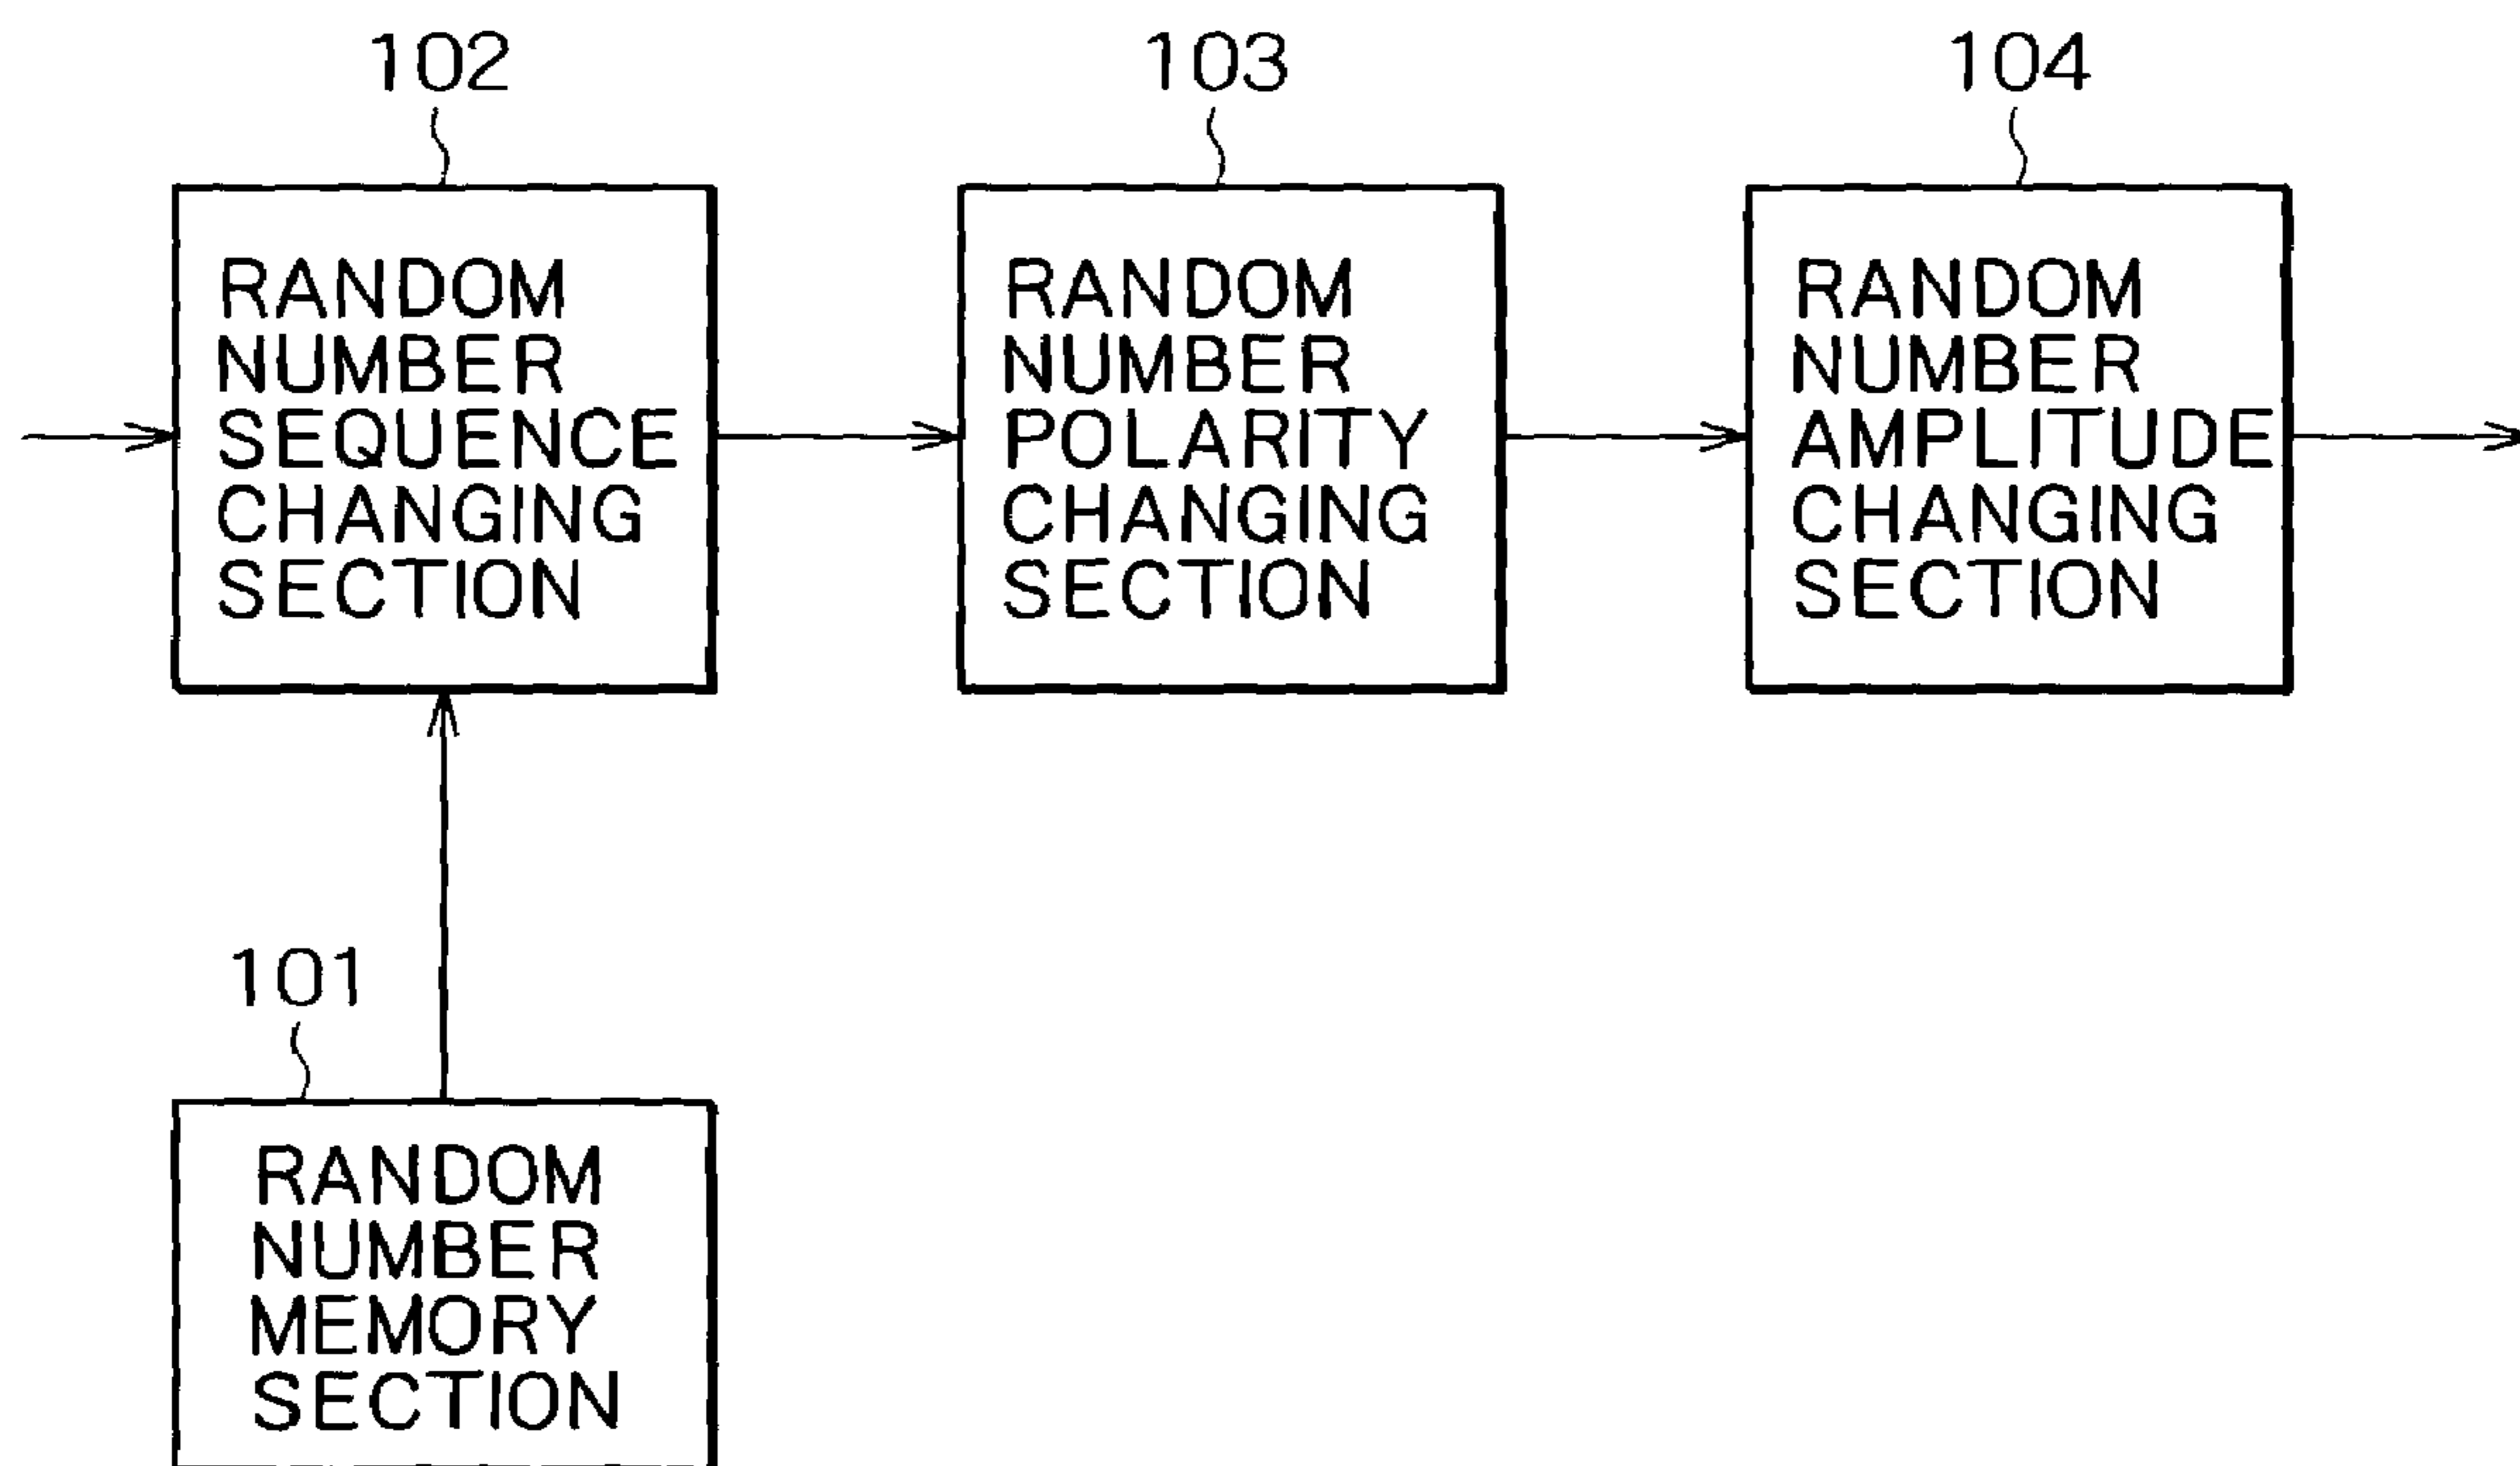 102
RANDOM
NUMBER
SEQUENCE
CHANGING
SECTION
103
RANDOM
NUMBER
POLARITY
CHANGING
SECTION
104
RANDOM
NUMBER
AMPLITUDE
CHANGING
SECTION
101
RANDOM
NUMBER
MEMORY
SECTION